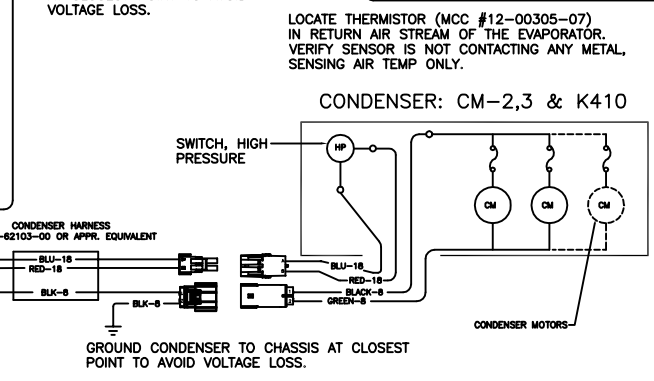 VOLTAGE LOSS.
LOCATE THERMISTOR (MCC #12-00305-07)
IN RETURN AIR STREAM OF THE EVAPORATOR.
VERIFY SENSOR IS NOT CONTACTING ANY METAL,
SENSING AIR TEMP ONLY.
CONDENSER: CM-2,3 & K410
SWITCH, HIGH
PRESSURE
HP
CM
CM
CM
CONDENSER HARNESS
-62103-00 OR APPR. EQUIVALENT
BLU-18
RED-18
BLK-8
BLK-8
BLU-18
RED-18
BLACK-8
GREEN-8
CONDENSER MOTORS
GROUND CONDENSER TO CHASSIS AT CLOSEST
POINT TO AVOID VOLTAGE LOSS.